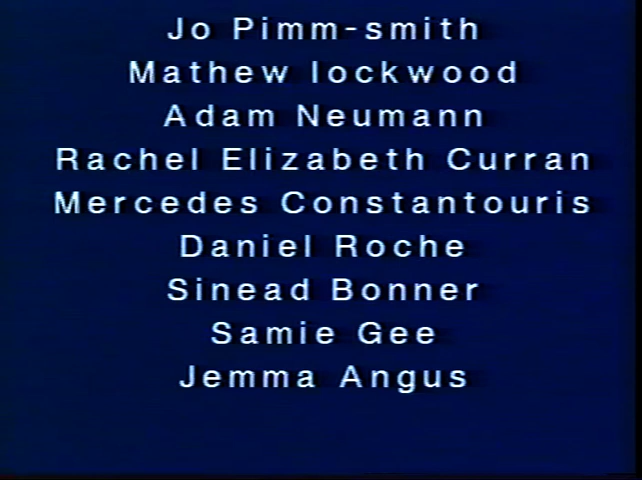 Jo Pimm-smith
Mathew lockwood
Adam Neumann
Rachel Elizabeth Curran
Mercedes Constantouris
Daniel Roche
Sinead Bonner
Samie Gee
Jemma Angus